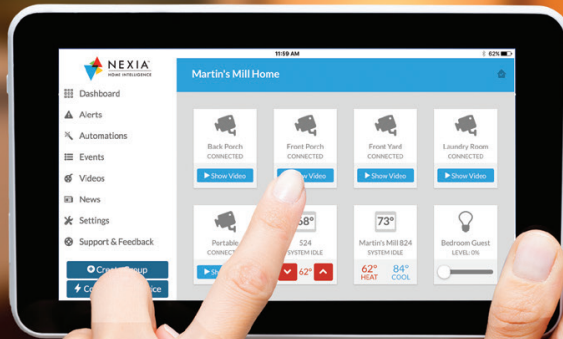 11:59 AM
62%
NEXIA
HOME INTELLIGENCE
Martin's Mill Home
Dashboard
Alerts
Automations
Events
Videos
News
Settings
Support & Feedback
Back Porch
CONNECTED
Show Video
Front Porch
CONNECTED
Video
Front Yard
CONNECTED
Show Video
Laundry Room
CONNECTED
Show Video
Portable
S24
SYSTEM IDLE
62°
73°
Martin's Mill 824
SYSTEM IDLE
62° 84°
HEAT COOL
Bedroom Guest
LEVEL: 0%